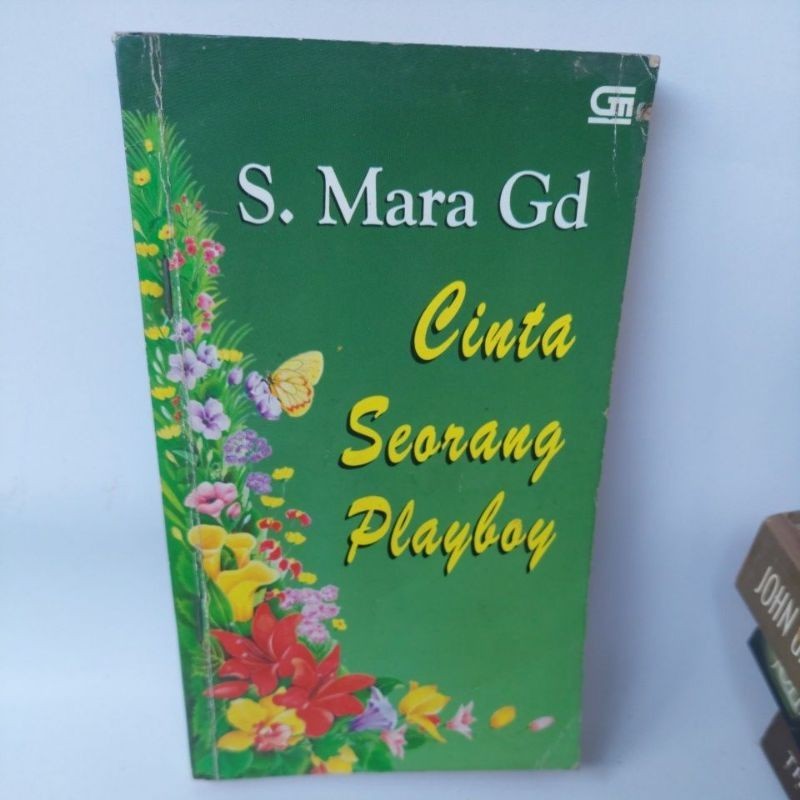 GM
S. Mara Gd
Cinta
Seorang
Playboy
JOHN